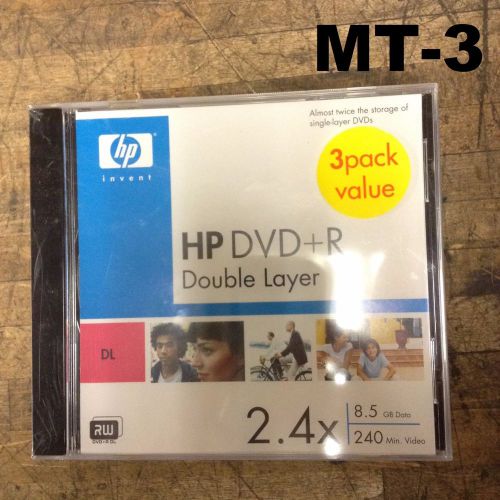 MT-3
Almost twice the storage of
single-layer DVDs
3pack
value
hp
invent
HP DVD+R
Double Layer
DL
RW
DVD+R DL
2.4x
8.5 GB Data
240 Min. Video